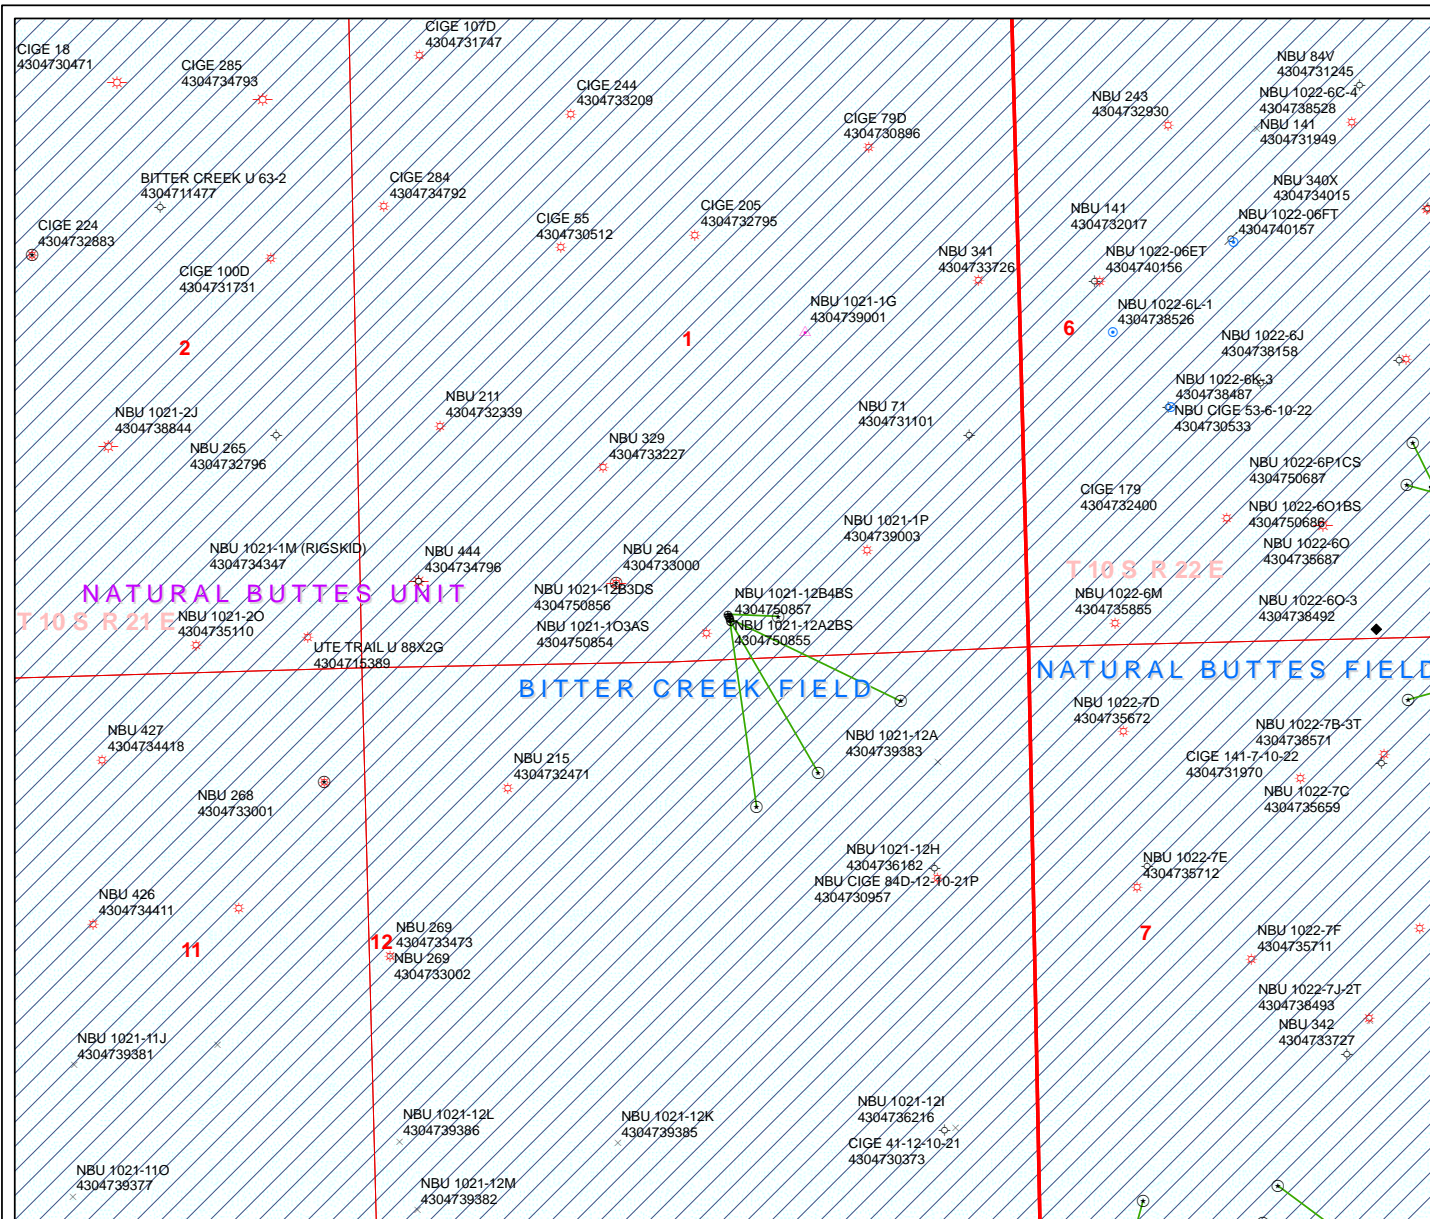 CIGE 107D
4304731747
CIGE 18
4304730471
CIGE 285
4304734793
CIGE 244
4304733209
CIGE 79D
4304730896
NBU 243
4304732930
NBU 84V
4304731245
NBU 1022-6C-4
4304738528
NBU 141
4304731949
BITTER CREEK U 63-2
4304711477
CIGE 284
4304734792
CIGE 224
4304732883
CIGE 55
4304730512
CIGE 205
4304732795
NBU 340X
4304734015
NBU 141
4304732017
NBU 1022-06FT
4304740157
CIGE 100D
4304731731
NBU 341
4304733726
NBU 1022-06ET
4304740156
NBU 1021-1G
4304739001
NBU 1022-6L-1
4304738526
2
1
6
NBU 1022-6J
4304738158
NBU 1022-6K-3
4304738487
NBU CIGE 53-6-10-22
4304730533
NBU 1021-2J
4304738844
NBU 211
4304732339
NBU 71
4304731101
NBU 265
4304732796
NBU 329
4304733227
NBU 1022-6P1CS
4304750687
CIGE 179
4304732400
NBU 1022-6O1BS
4304750686
NBU 1021-1M (RIGSKID)
4304734347
NBU 444
4304734796
NBU 264
4304733000
NBU 1021-1P
4304739003
NBU 1022-6O
4304735687
NATURAL BUTTES UNIT
T 10 S R 22 E
NBU 1021-12B3DS
4304750856
NBU 1021-12B4BS
4304750857
NBU 1022-6M
4304735855
NBU 1022-6O-3
4304738492
T 10 S R 21 E
NBU 1021-2O
4304735110
NBU 1021-1O3AS
4304750854
NBU 1021-12A2BS
4304750855
UTE TRAIL U 88X2G
4304715389
BITTER CREEK FIELD
NATURAL BUTTES FIELD
NBU 1022-7D
4304735672
NBU 427
4304734418
NBU 1021-12A
4304739383
NBU 1022-7B-3T
4304738571
NBU 215
4304732471
CIGE 141-7-10-22
4304731970
NBU 268
4304733001
NBU 1022-7C
4304735659
NBU 1021-12H
4304736182
NBU CIGE 84D-12-10-21P
4304730957
NBU 1022-7E
4304735712
NBU 426
4304734411
11
12
NBU 269
4304733473
NBU 269
4304733002
7
NBU 1022-7F
4304735711
NBU 1022-7J-2T
4304738493
NBU 342
4304733727
NBU 1021-11J
4304739381
NBU 1021-12L
4304739386
NBU 1021-12K
4304739385
NBU 1021-12I
4304736216
CIGE 41-12-10-21
4304730373
NBU 1021-11O
4304739377
NBU 1021-12M
4304739382